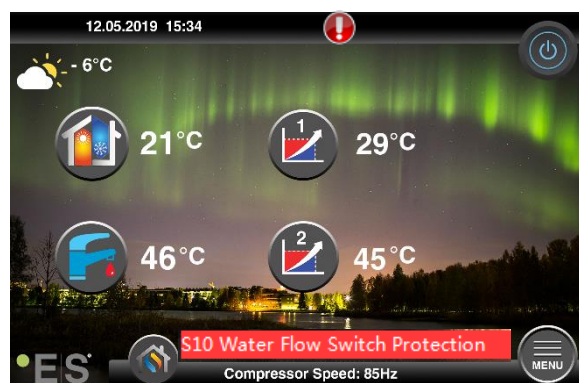 12.05.2019 15:34
- 6°C
21°C
1
29°C
46°C
2
45°C
S10 Water Flow Switch Protection
ES
MENU
Compressor Speed: 85Hz